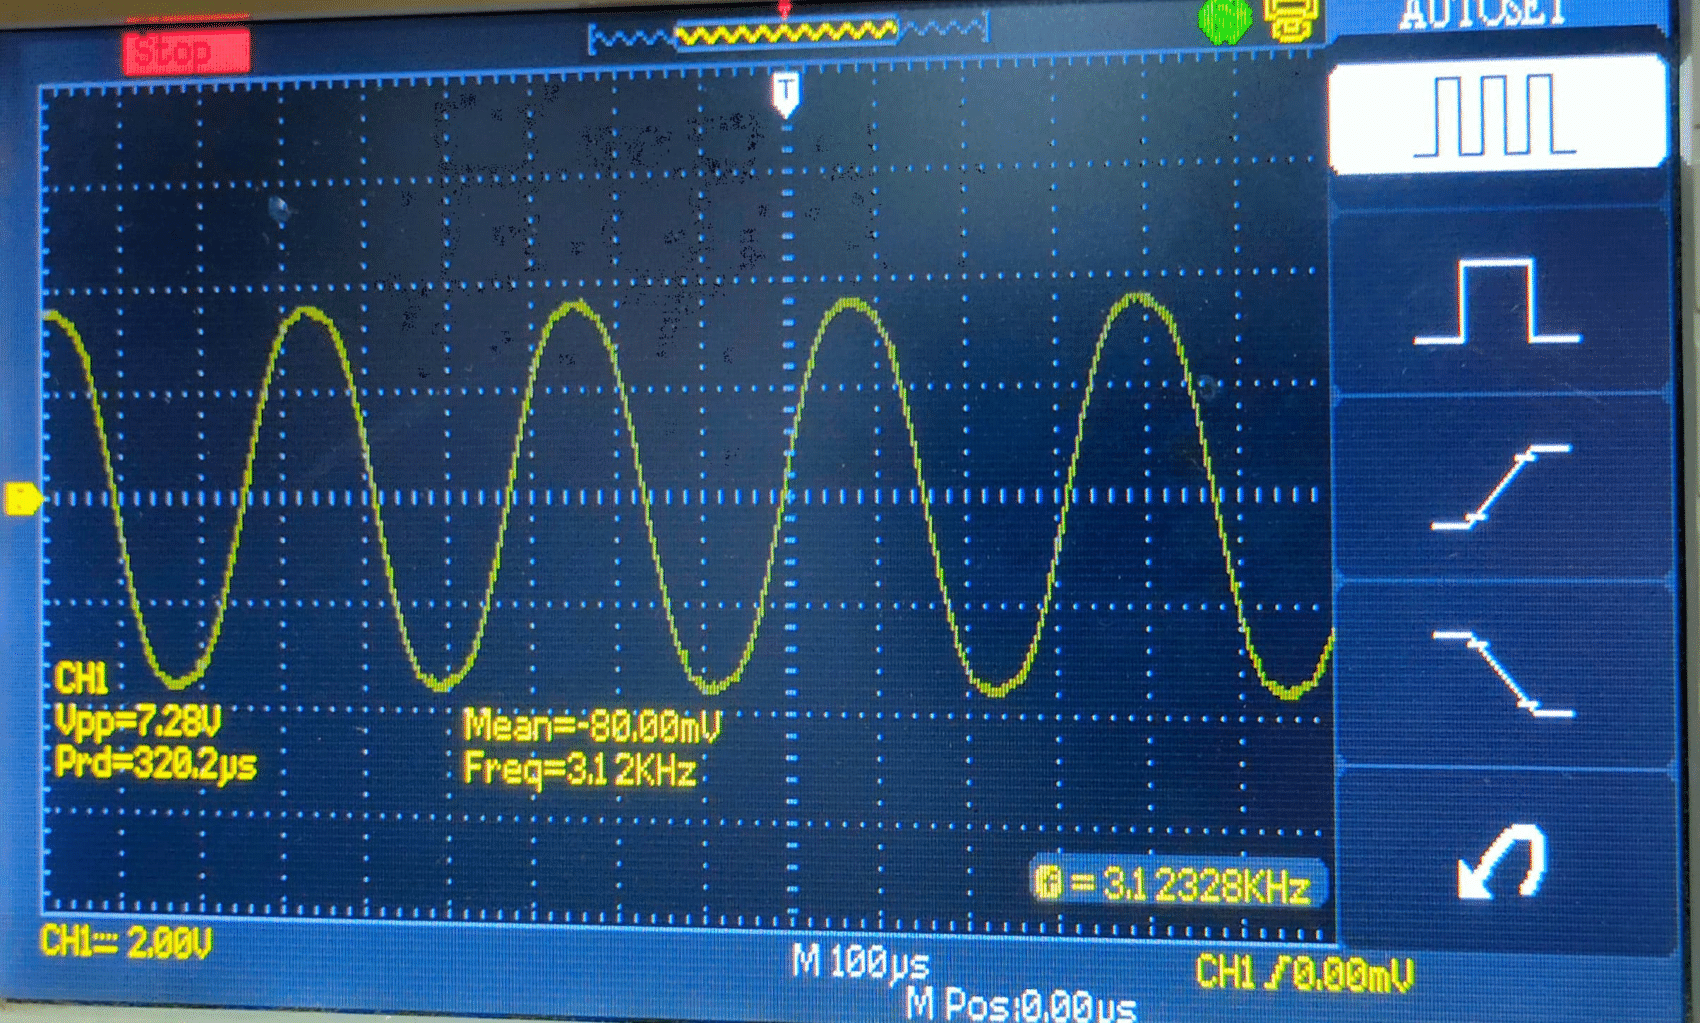 Stop
AUTOSET
T
CH1
Vpp=7.28V
Prd=320.2µs
Mean=-80.00mV
Freq=3.12KHz
= 3.12328KHz
CH1 2.00V
M 100µs
M Pos:0.00µs
CH1 0.00mV